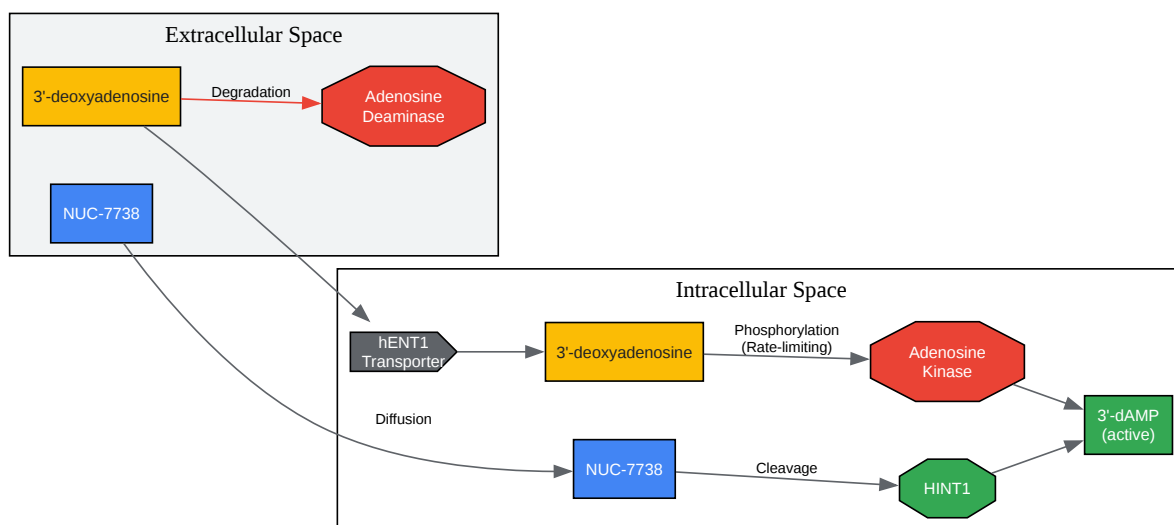 Extracellular Space
3'-deoxyadenosine
Degradation
Adenosine
Deaminase
NUC-7738
Intracellular Space
hENT1
Transporter
3'-deoxyadenosine
Phosphorylation
(Rate-limiting)
Adenosine
Kinase
3'-dAMP
(active)
Diffusion
NUC-7738
Cleavage
HINT1